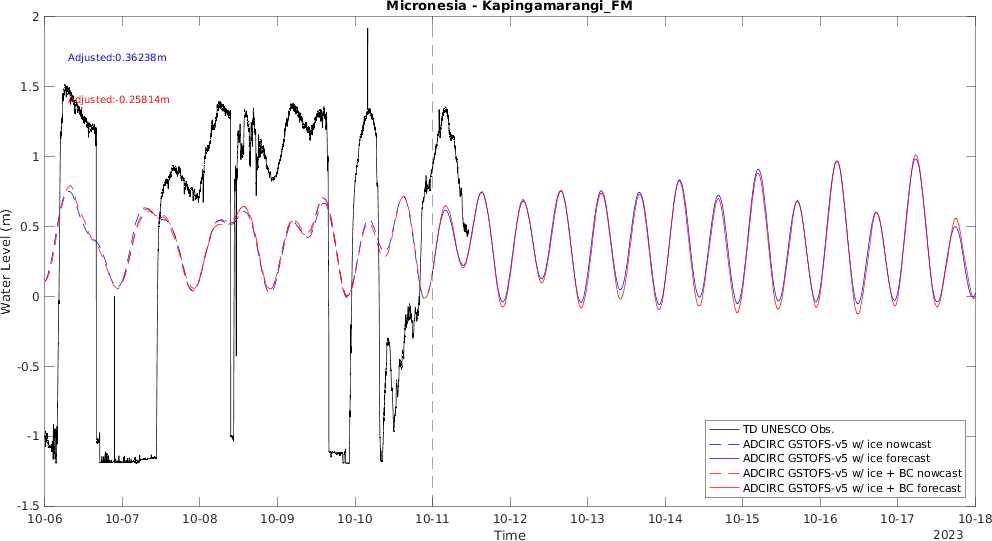 Micronesia - Kapingamarangi_FM
Adjusted:0.36238m
Adjusted:-0.25814m
2
1.5
1
0.5
0
-0.5
-1
-1.5
Water Level (m)
TD UNESCO Obs.
ADCIRC GSTOFS-v5 w/ ice nowcast
ADCIRC GSTOFS-v5 w/ ice forecast
ADCIRC GSTOFS-v5 w/ ice + BC nowcast
ADCIRC GSTOFS-v5 w/ ice + BC forecast
10-06 10-07 10-08 10-09 10-10 10-11 10-12 10-13 10-14 10-15 10-16 10-17 10-18
Time
2023